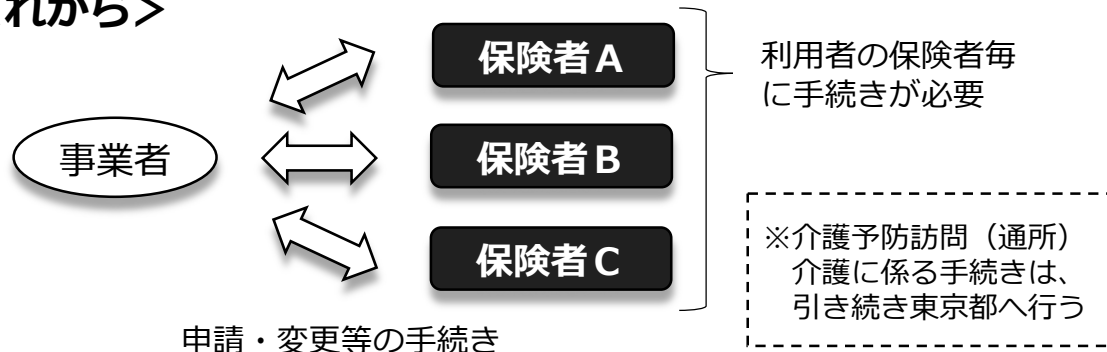 れから＞
保険者A
利用者の保険者毎
に手続きが必要
事業者
保険者B
※介護予防訪問（通所）
介護に係る手続きは、
引き続き東京都へ行う
保険者C
申請・変更等の手続き